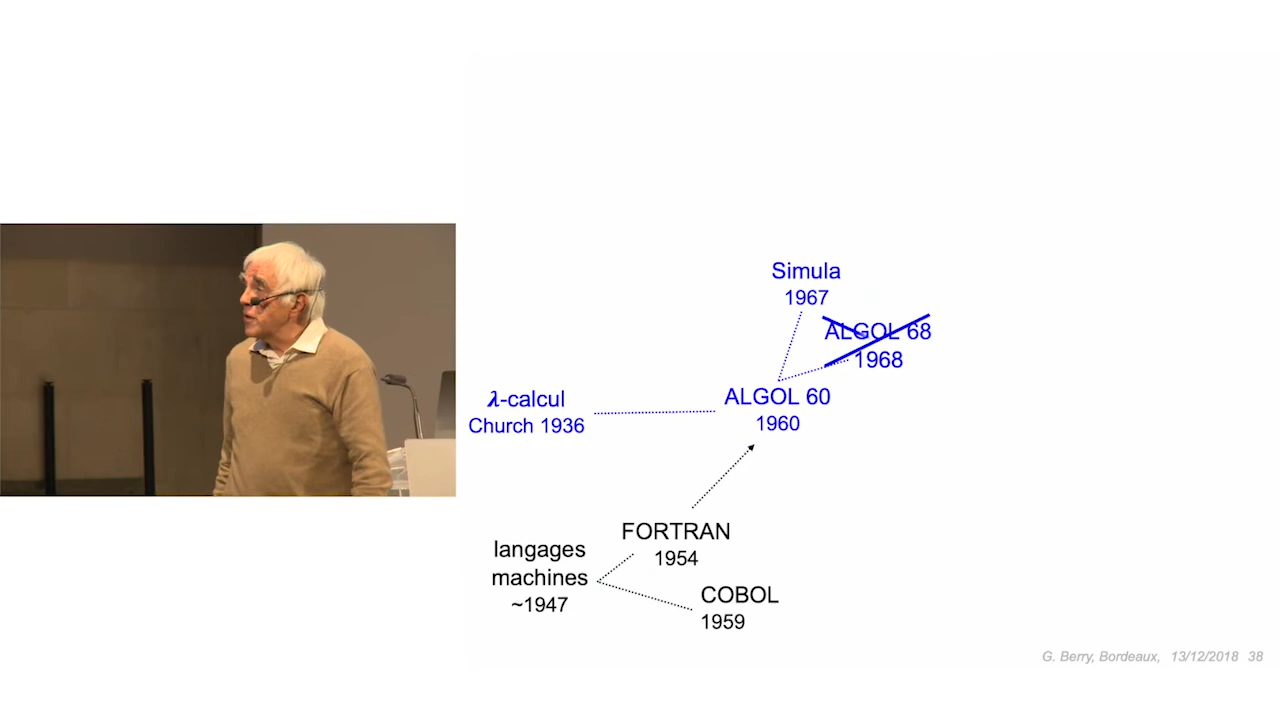 Simula
1967
ALGOL 68
1968
𝝀-calcul
Church 1936
ALGOL 60
1960
FORTRAN
1954
langages
machines
~1947
COBOL
1959
G. Berry, Bordeaux, 13/12/2018 38